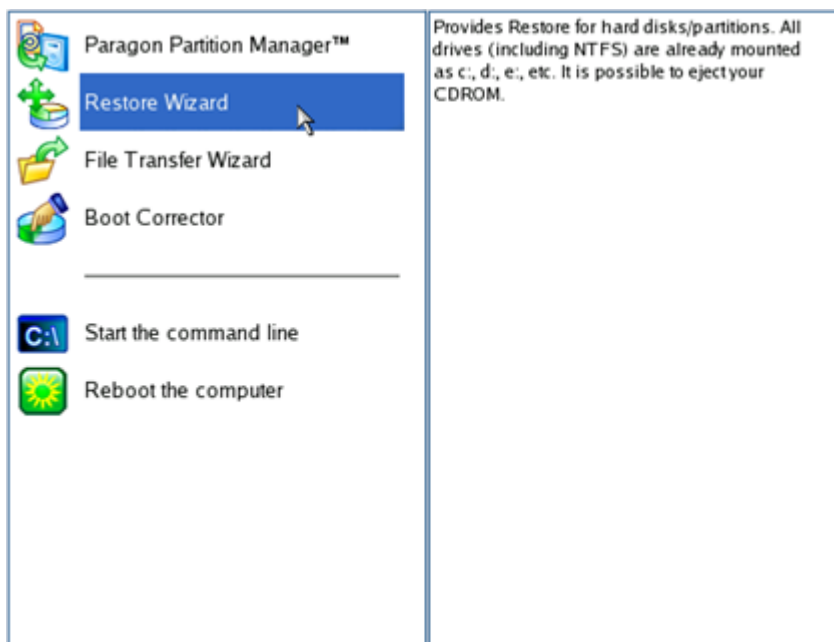 Paragon Partition Manager™
Restore Wizard
File Transfer Wizard
Boot Corrector
C:\
Start the command line
Reboot the computer
Provides Restore for hard disks/partitions. All
drives (including NTFS) are already mounted
as c:, d:, e:, etc. It is possible to eject your
CDROM.